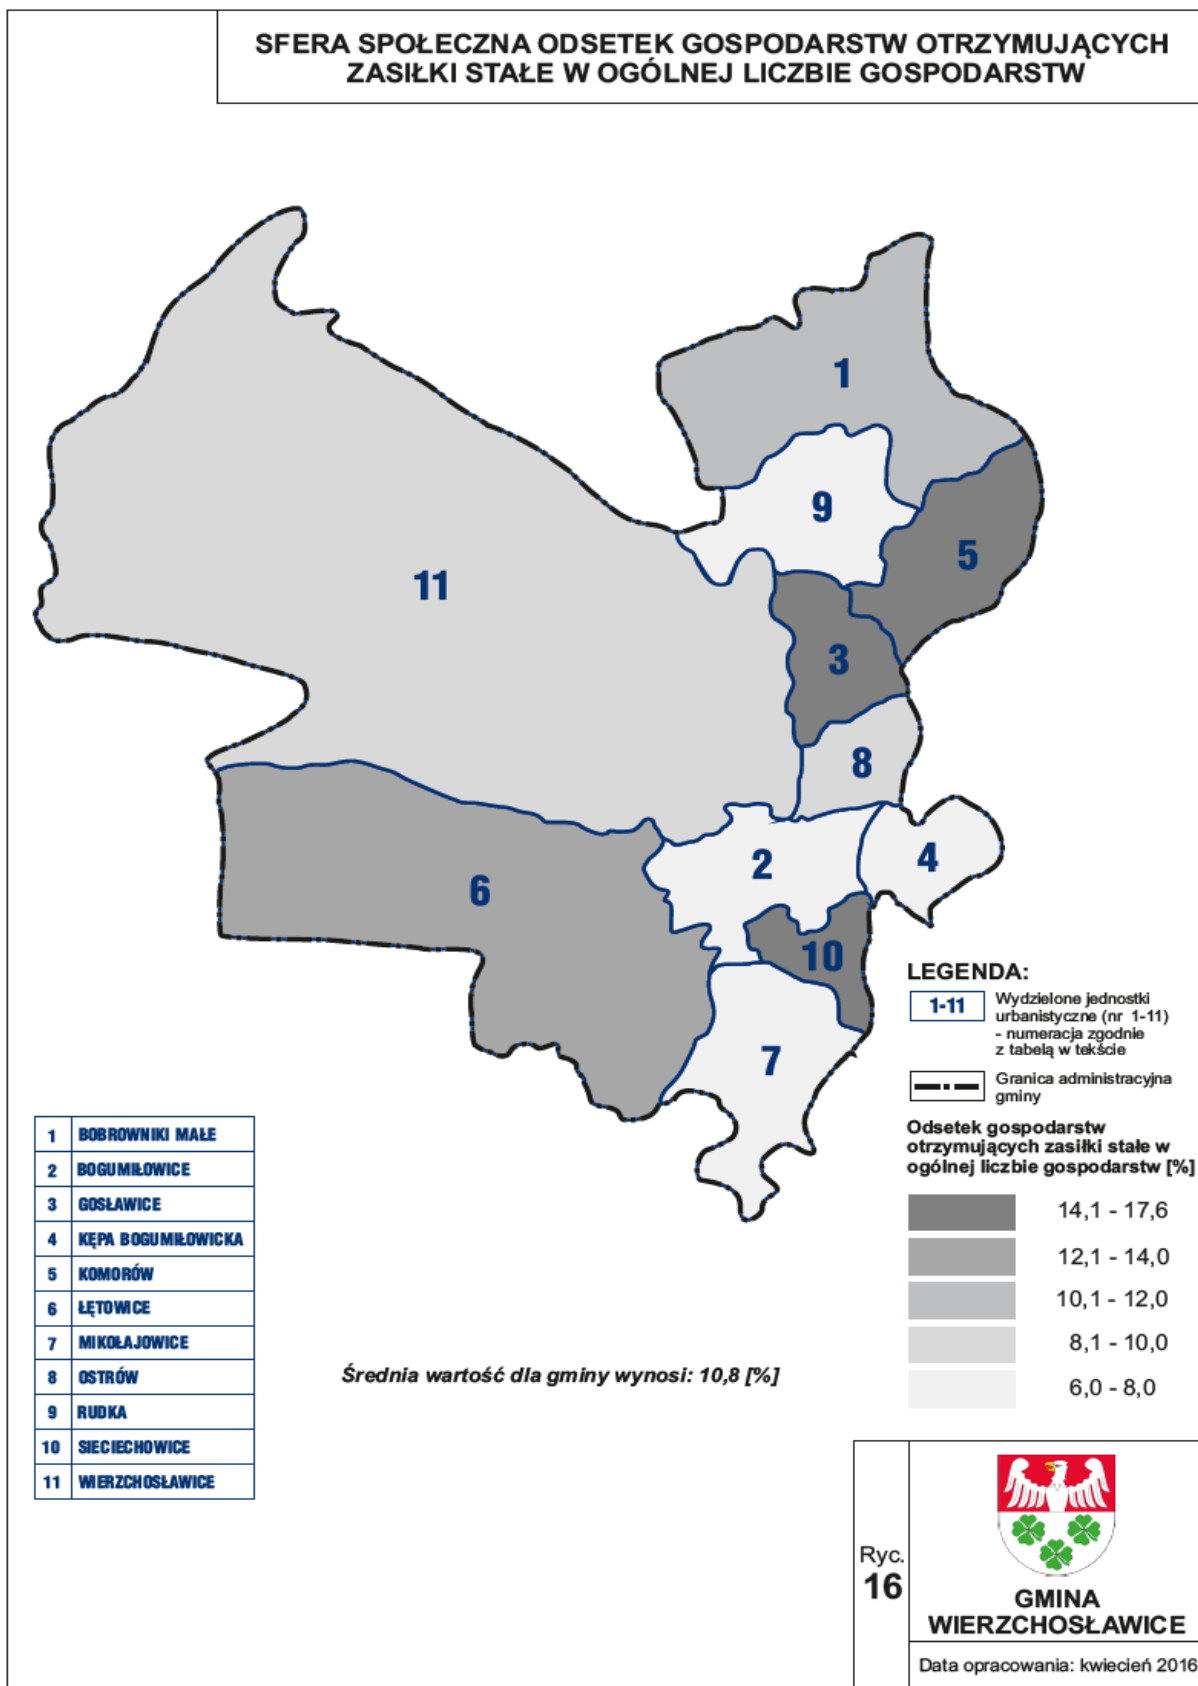 SFERA SPOŁECZNA ODSETEK GOSPODARSTW OTRZYMUJĄCYCH
ZASIŁKI STAŁE W OGÓLNEJ LICZBIE GOSPODARSTW
1
9
5
11
3
8
2
4
6
10
7
LEGENDA:
1-11 Wydzielone jednostki
urbanistyczne (nr 1-11)
- numeracja zgodnie
z tabelą w tekście
Granica administracyjna
gminy
Odsetek gospodarstw
otrzymujących zasiłki stałe w
ogólnej liczbie gospodarstw [%]
14,1 - 17,6
12,1 - 14,0
10,1 - 12,0
8,1 - 10,0
6,0 - 8,0
1 BOBROWNIKI MAŁE
2 BOGUMIŁOWICE
3 GOSŁAWICE
4 KĘPA BOGUMIŁOWICKA
5 KOMORÓW
6 ŁĘTOWICE
7 MIKOŁAJOWICE
8 OSTRÓW
9 RUDKA
10 SIECIECHOWICE
11 WIERZCHOSŁAWICE
Średnia wartość dla gminy wynosi: 10,8 [%]
Ryc.
16
GMINA
WIERZCHOSŁAWICE
Data opracowania: kwiecień 2016